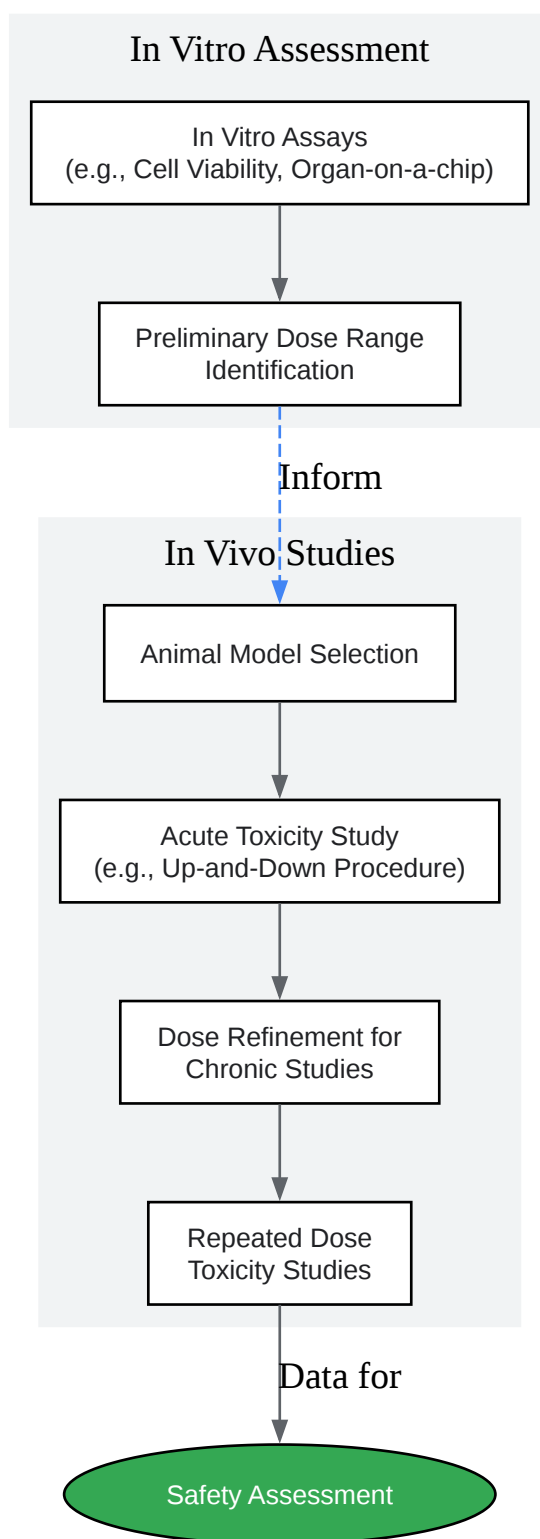 In Vitro Assessment
In Vitro Assays
(e.g., Cell Viability, Organ-on-a-chip)
Preliminary Dose Range
Identification
Inform
In Vivo Studies
Animal Model Selection
Acute Toxicity Study
(e.g., Up-and-Down Procedure)
Dose Refinement for
Chronic Studies
Repeated Dose
Toxicity Studies
Data for
Safety Assessment